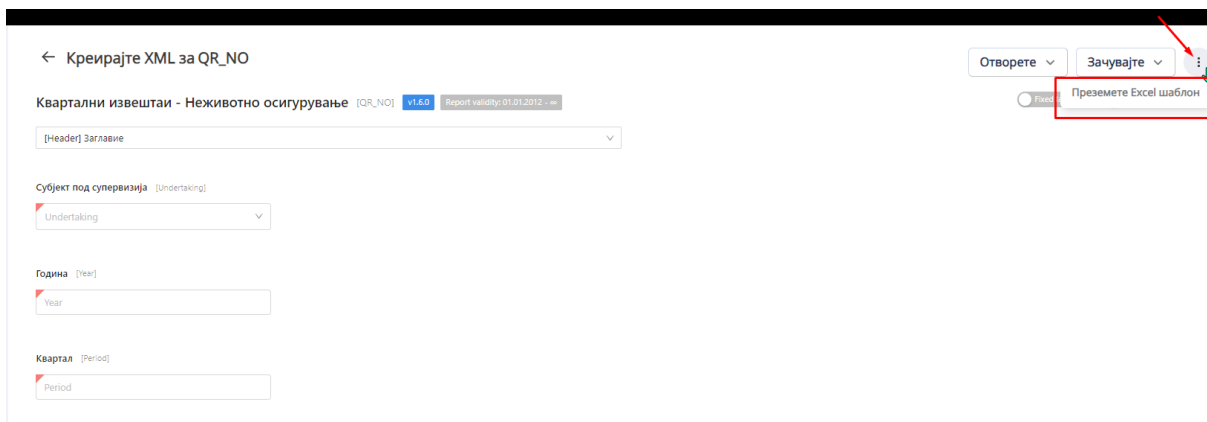 ← Креирајте XML за QR_NO
Отворете
Зачувајте
Преземете Excel шаблон
Квартални извештаи - Неживотно осигурување [QR_NO] v1.6.0 Report validity: 01.01.2012 - ∞
Fixed
[Header] Заглавие
Субјект под супервизија [Undertaking]
Undertaking
Година [Year]
Year
Квартал [Period]
Period